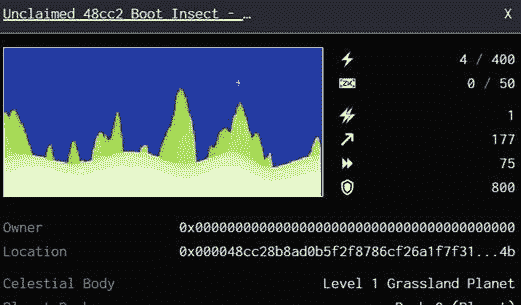 Unclaimed 48cc2 Boot Insect - … X
4 / 400
0 / 50
1
177
75
800
Owner 0x0000000000000000000000000000000000000000
Location 0x000048cc28b8ad0b5f2f8786cf26a1f7f31...4b
Celestial Body Level 1 Grassland Planet